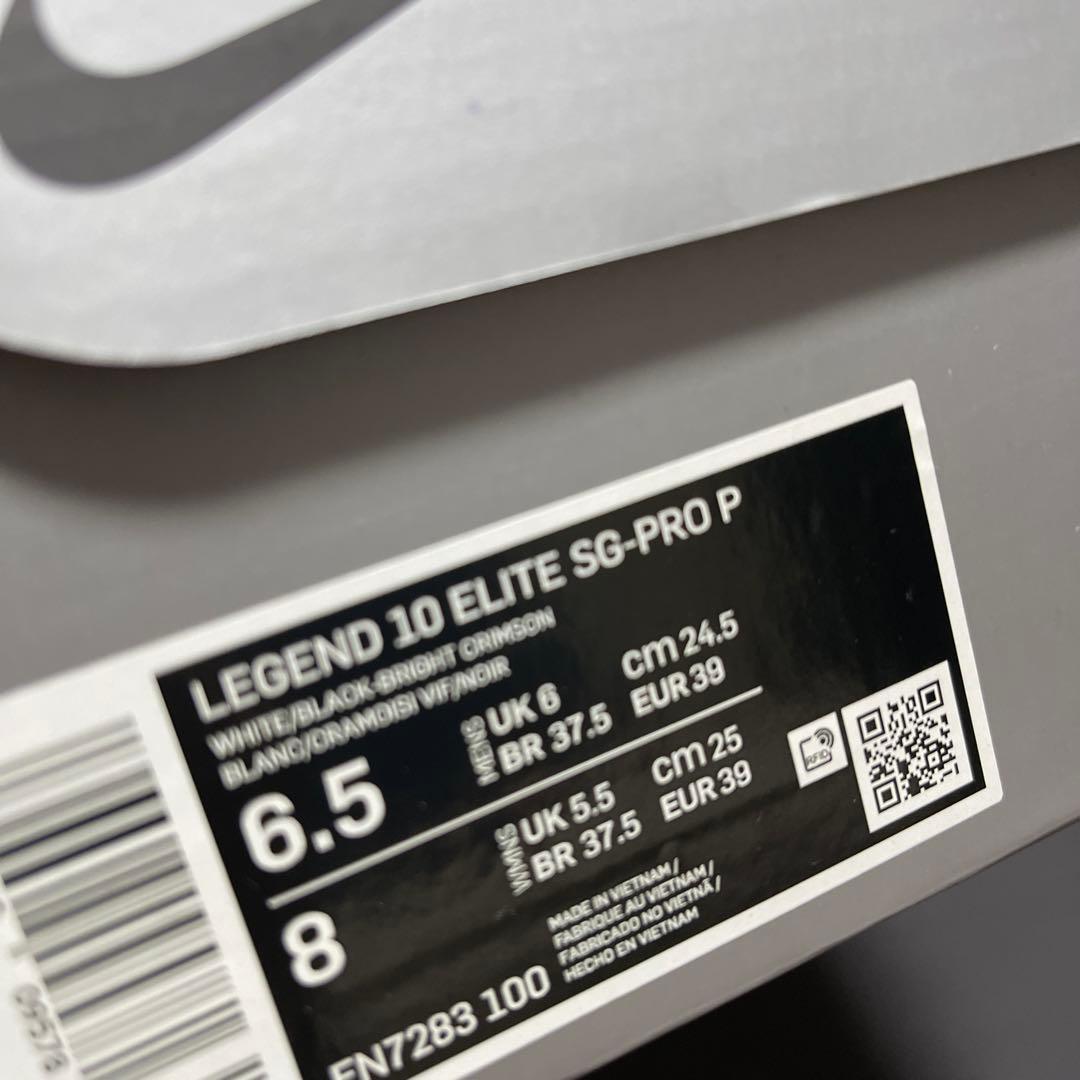 LEGEND 10 ELITE SG-PRO P
WHITE/BLACK-BRIGHT CRIMSON
BLANC/CRAMOISI VIF/NOIR
6.5
MENS
UK 6
cm 24.5
BR 37.5
EUR 39
8
WMNS
UK 5.5
cm 25
BR 37.5
EUR 39
RFID
MADE IN VIETNAM/
FABRIQUE AU VIETNAM/
FABRICADO NO VIETNÃ/
HECHO EN VIETNAM
FN7283 100